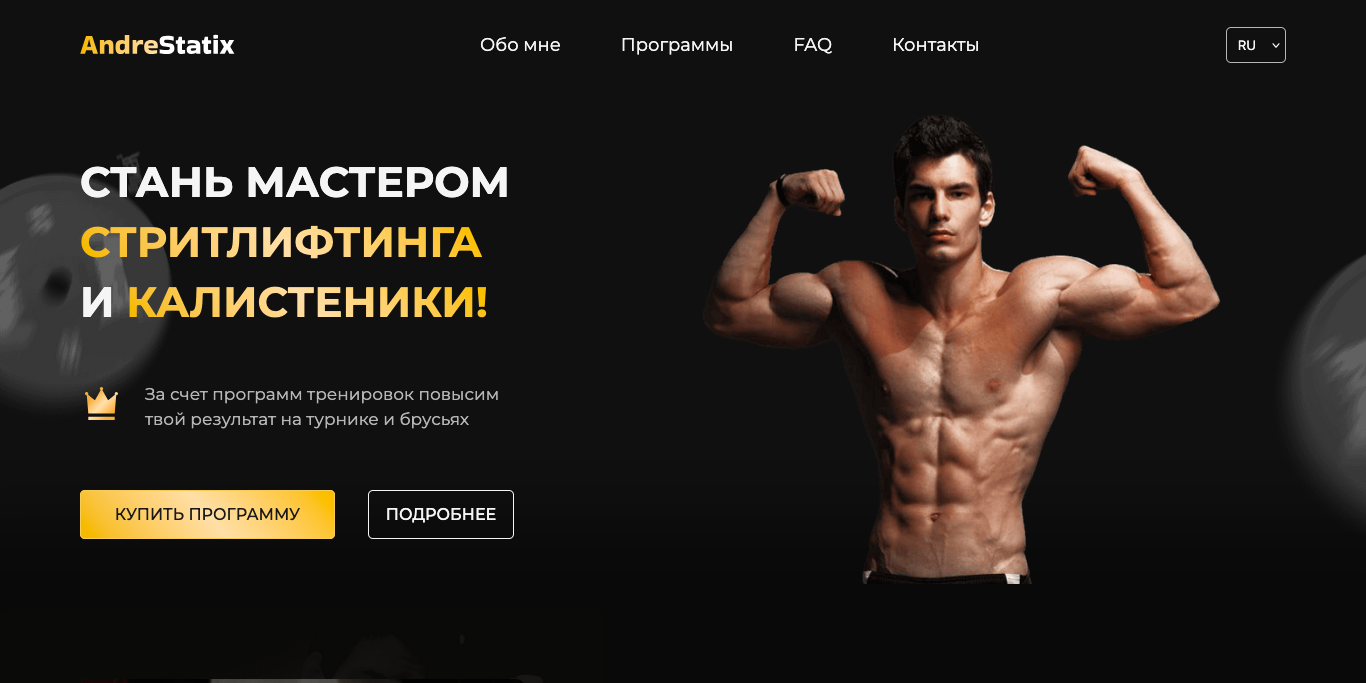 AndreStatix
Обо мне
Программы
FAQ
Контакты
RU
СТАНЬ МАСТЕРОМ
СТРИТЛИФТИНГА
И КАЛИСТЕНИКИ!
За счет программ тренировок повысим
твой результат на турнике и брусьях
КУПИТЬ ПРОГРАММУ
ПОДРОБНЕЕ